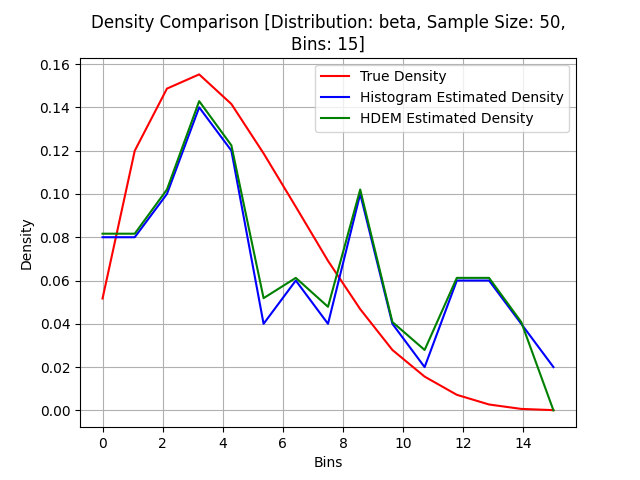 Density Comparison [Distribution: beta, Sample Size: 50,
Bins: 15]
True Density
Histogram Estimated Density
HDEM Estimated Density
Density
0.16
0.14
0.12
0.10
0.08
0.06
0.04
0.02
0.00
0 2 4 6 8 10 12 14
Bins